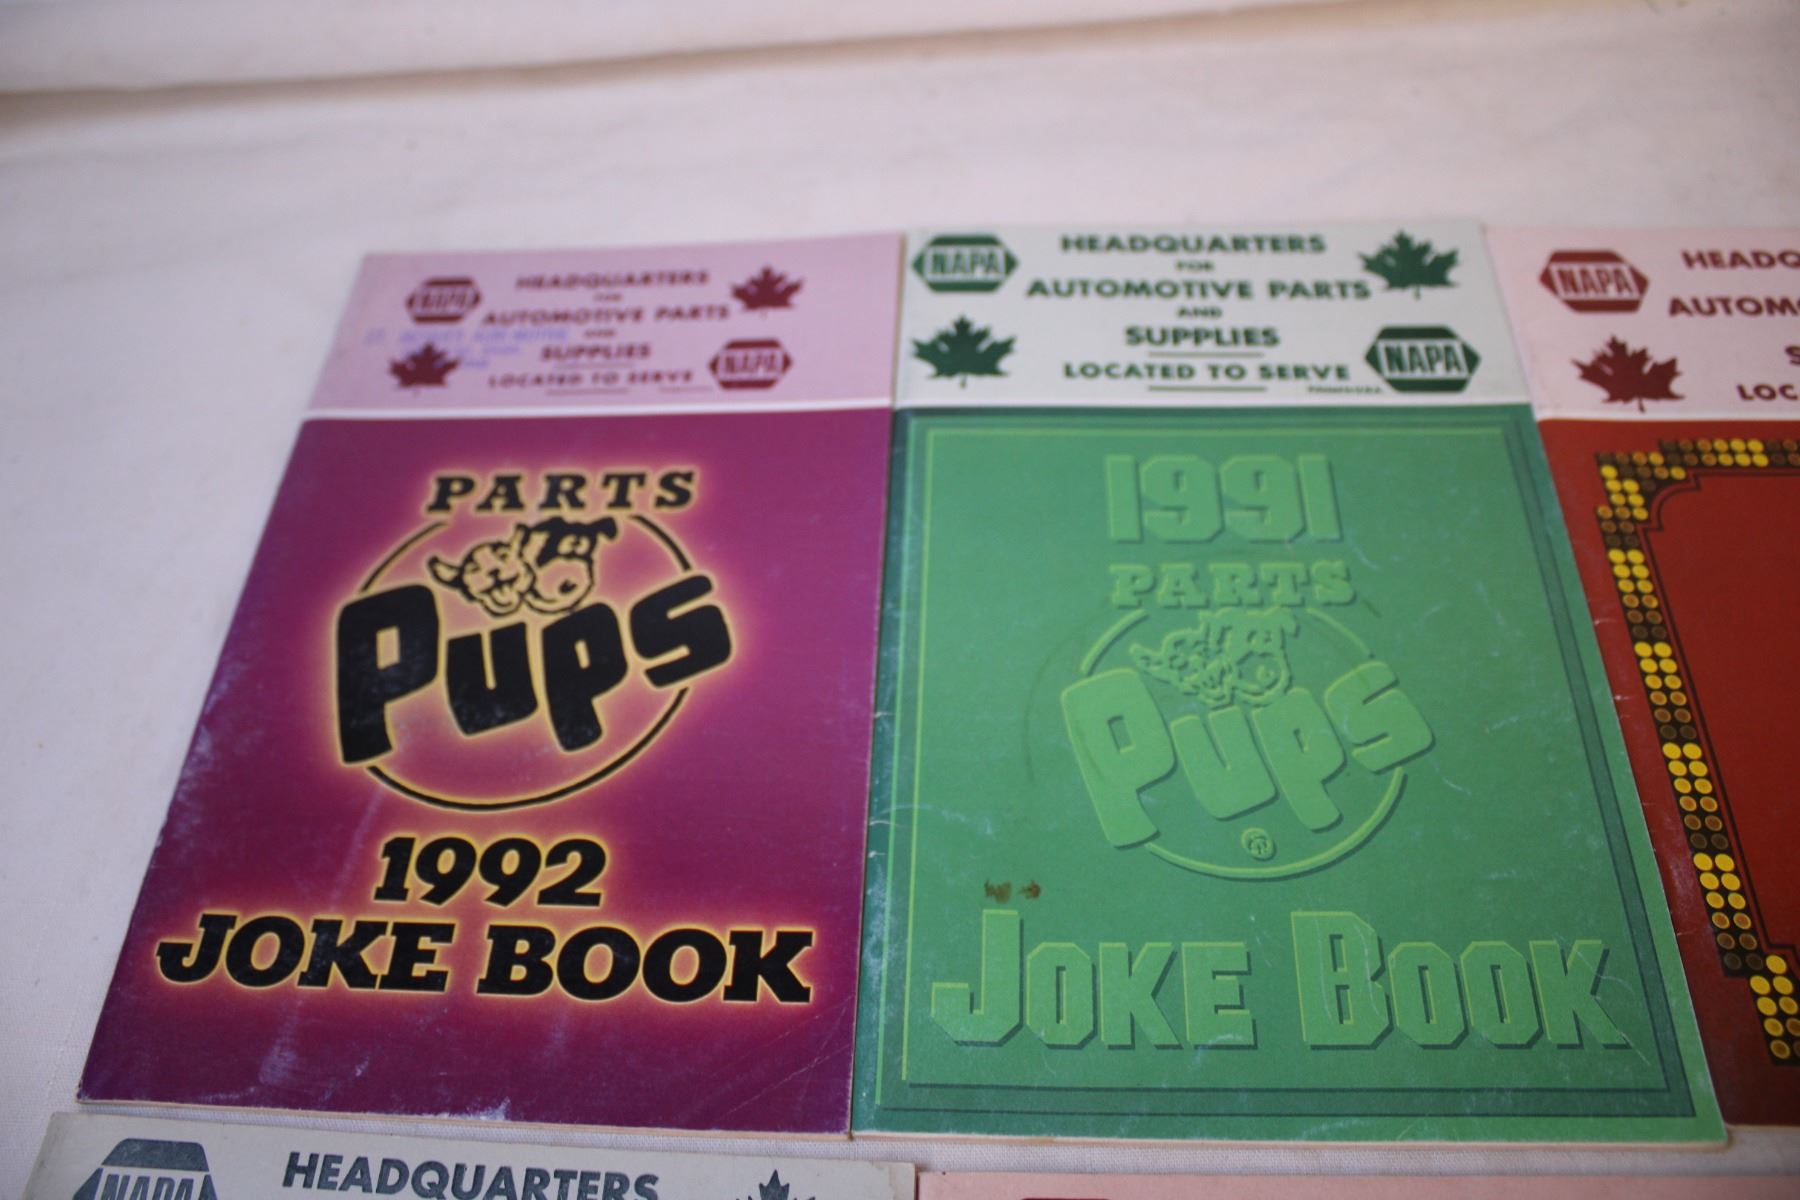 NAPA
HEADQUARTERS
FOR
AUTOMOTIVE PARTS
AND
SUPPLIES
LOCATED TO SERVE
NAPA
PARTS
Pups
1992
JOKE BOOK
NAPA
HEADQUARTERS
FOR
AUTOMOTIVE PARTS
AND
SUPPLIES
LOCATED TO SERVE
NAPA
1991
PARTS
Pups
JOKE BOOK
NAPA
HEADQ
AUTOMO
S
LOC
NAPA
HEADQUARTERS